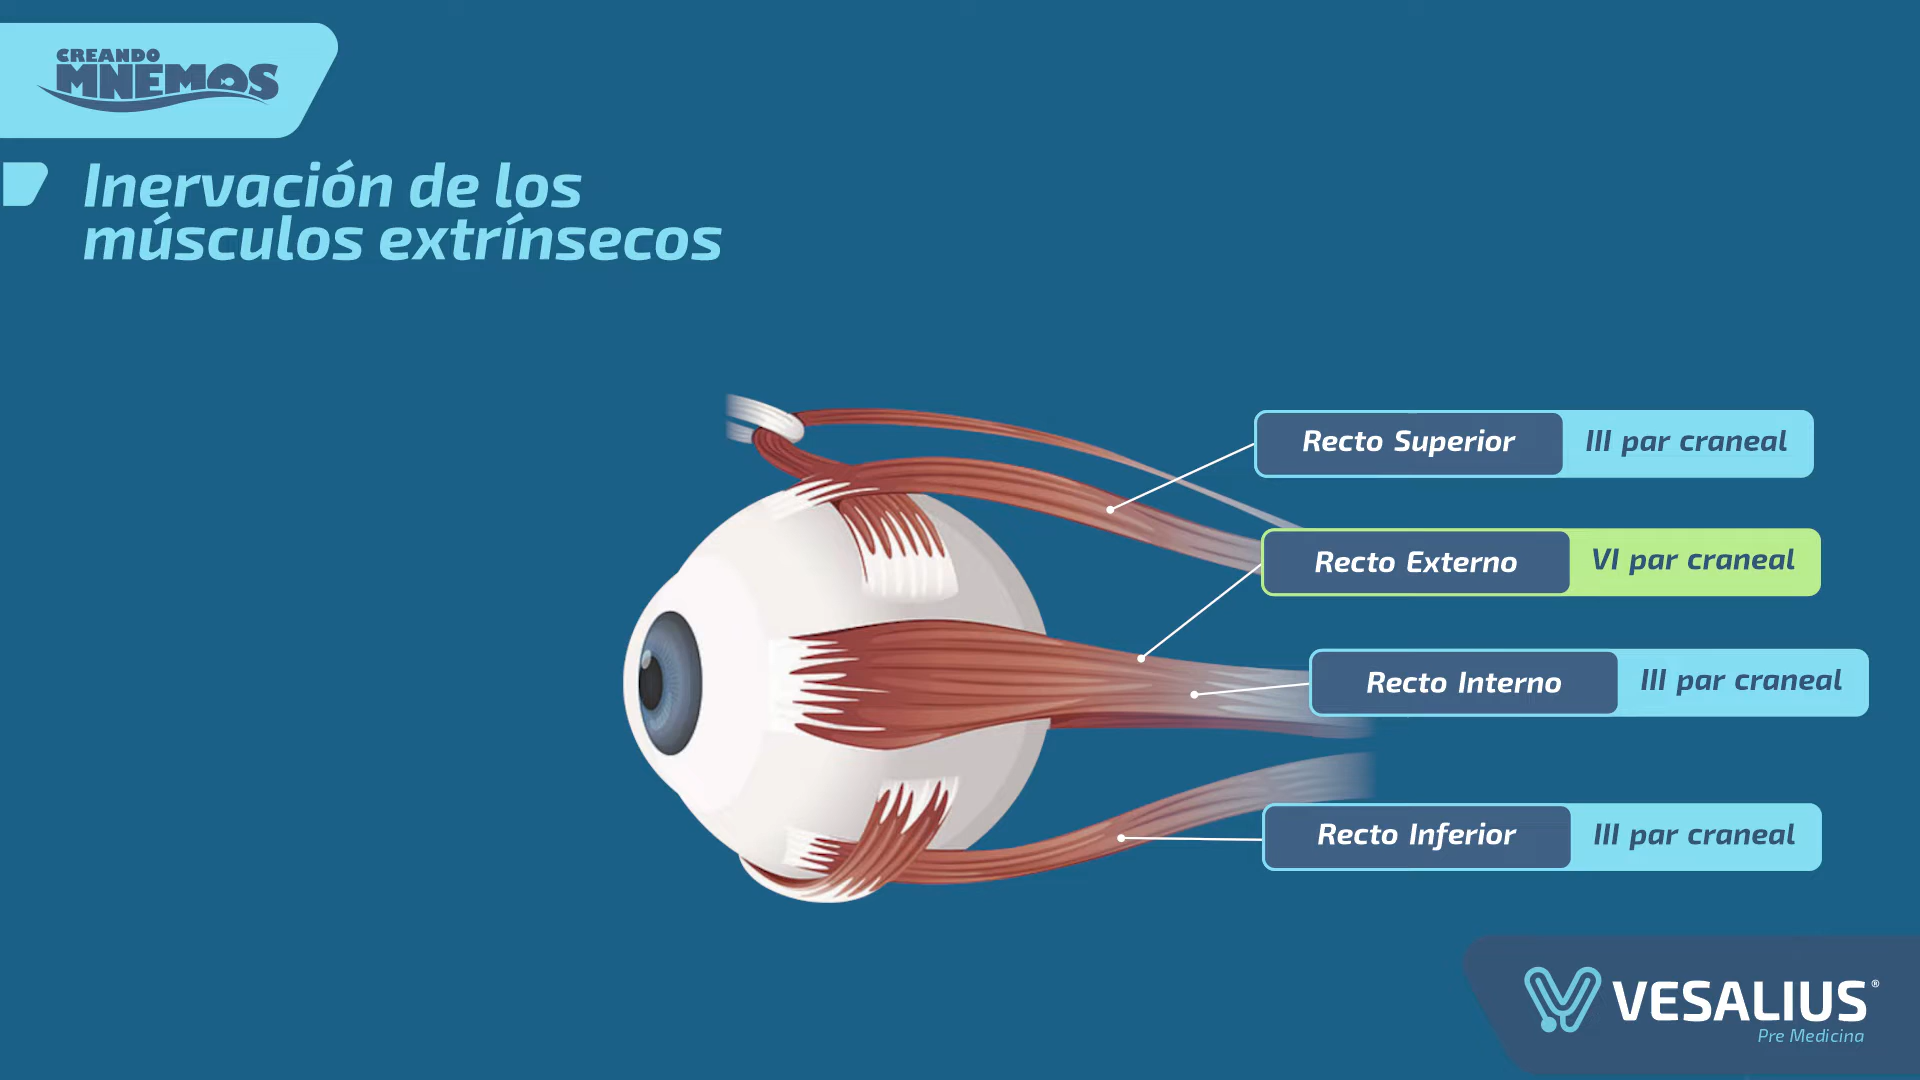 CREANDO
MNEMOS
Inervación de los
músculos extrínsecos
Recto Superior III par craneal
Recto Externo VI par craneal
Recto Interno III par craneal
Recto Inferior III par craneal
VESALIUS®
Pre Medicina